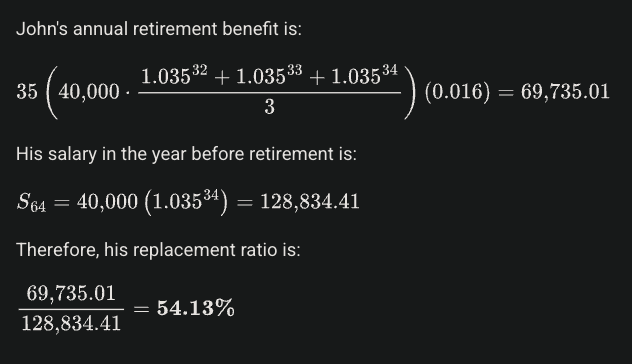 John's annual retirement benefit is:
35 (40,000 · (1.035^32 + 1.035^33 + 1.035^34)/3) (0.016) = 69,735.01
His salary in the year before retirement is:
S_64 = 40,000 (1.035^34) = 128,834.41
Therefore, his replacement ratio is:
69,735.01/128,834.41 = 54.13%